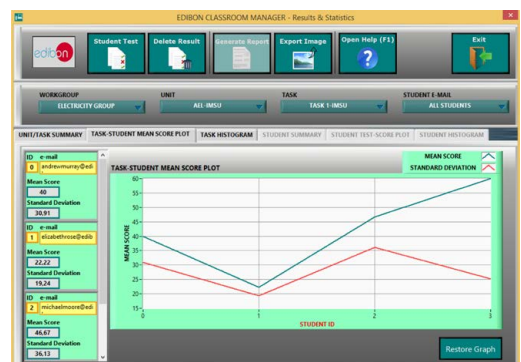 EDIBON CLASSROOM MANAGER - Results & Statistics
edibon
Student Test
Delete Result
Generate Report
Export Image
Open Help (F1)
Exit
WORKGROUP
UNIT
TASK
STUDENT E-MAIL
ELECTRICITY GROUP
AEL-IMSU
TASK 1-IMSU
ALL STUDENTS
UNIT/TASK SUMMARY
TASK-STUDENT MEAN SCORE PLOT
TASK HISTOGRAM
STUDENT SUMMARY
STUDENT TEST-SCORE PLOT
STUDENT HISTOGRAM
ID e-mail
0 andrewmurray@edi
Mean Score
40
Standard Deviation
30,91
ID e-mail
1 elizabethrose@edib
Mean Score
22,22
Standard Deviation
19,24
ID e-mail
2 michaelmoore@edi
Mean Score
46,67
Standard Deviation
36,13
TASK-STUDENT MEAN SCORE PLOT
MEAN SCORE
STANDARD DEVIATION
MEAN SCORE
60
55
50
45
40
35
30
25
20
15
0
1
2
3
STUDENT ID
Restore Graph